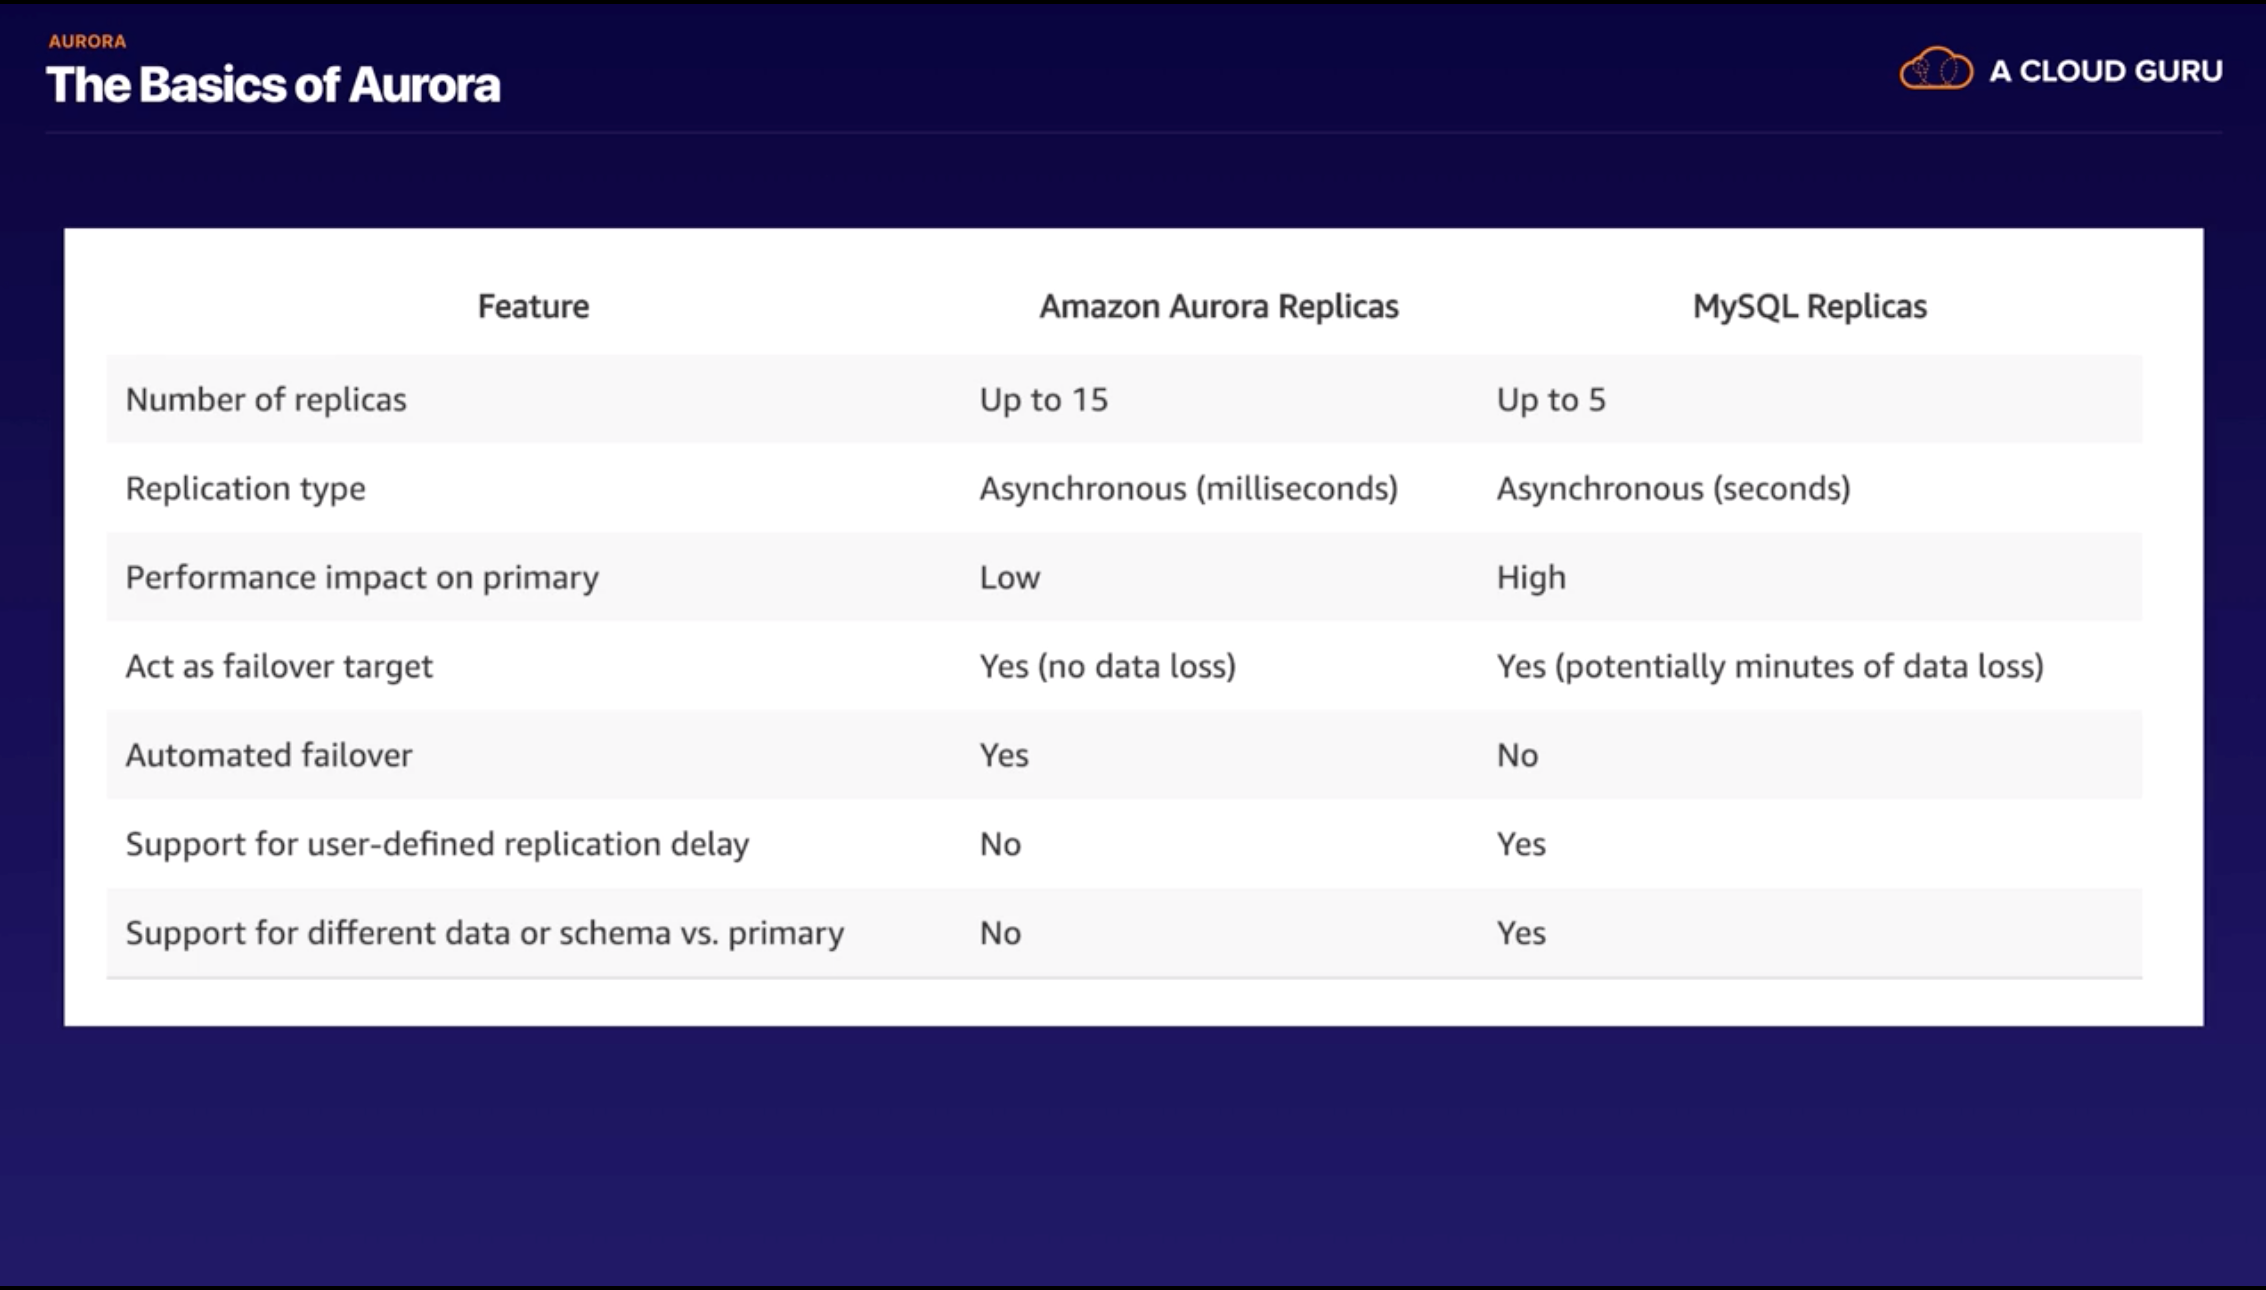 AURORA
The Basics of Aurora
A CLOUD GURU
Feature Amazon Aurora Replicas MySQL Replicas
Number of replicas Up to 15 Up to 5
Replication type Asynchronous (milliseconds) Asynchronous (seconds)
Performance impact on primary Low High
Act as failover target Yes (no data loss) Yes (potentially minutes of data loss)
Automated failover Yes No
Support for user-defined replication delay No Yes
Support for different data or schema vs. primary No Yes